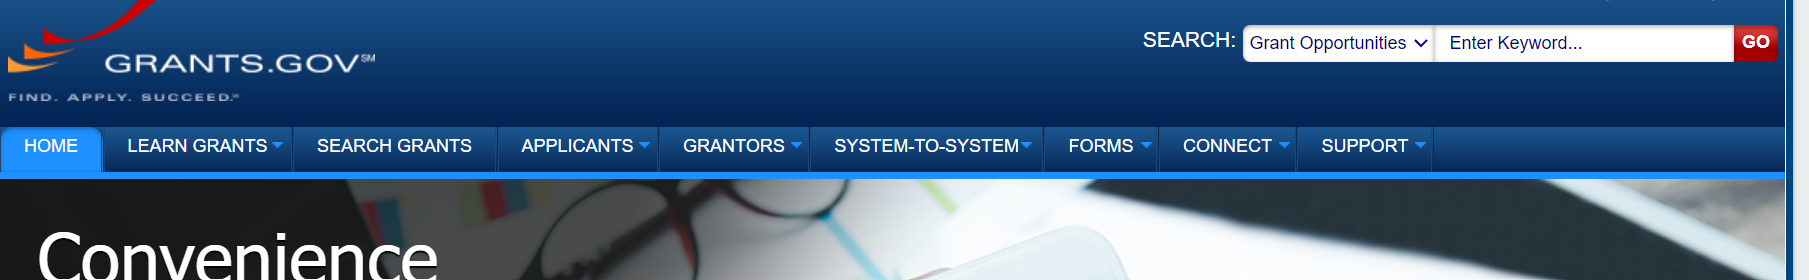 GRANTS.GOV℠
FIND. APPLY. SUCCEED.℠
SEARCH: Grant Opportunities Enter Keyword... GO
HOME LEARN GRANTS SEARCH GRANTS APPLICANTS GRANTORS SYSTEM-TO-SYSTEM FORMS CONNECT SUPPORT
Convenience